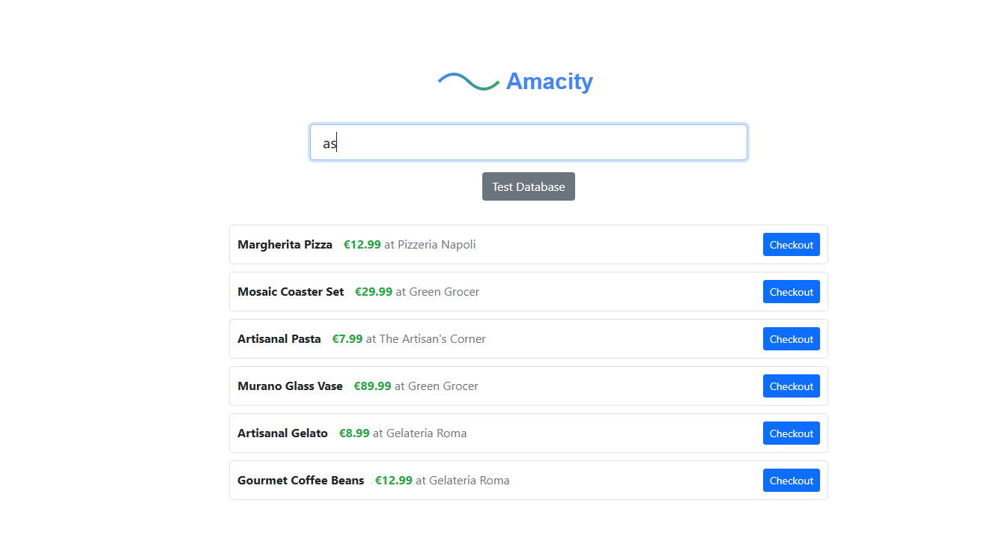 Amacity
as
Test Database
Margherita Pizza €12.99 at Pizzeria Napoli Checkout
Mosaic Coaster Set €29.99 at Green Grocer Checkout
Artisanal Pasta €7.99 at The Artisan's Corner Checkout
Murano Glass Vase €89.99 at Green Grocer Checkout
Artisanal Gelato €8.99 at Gelateria Roma Checkout
Gourmet Coffee Beans €12.99 at Gelateria Roma Checkout